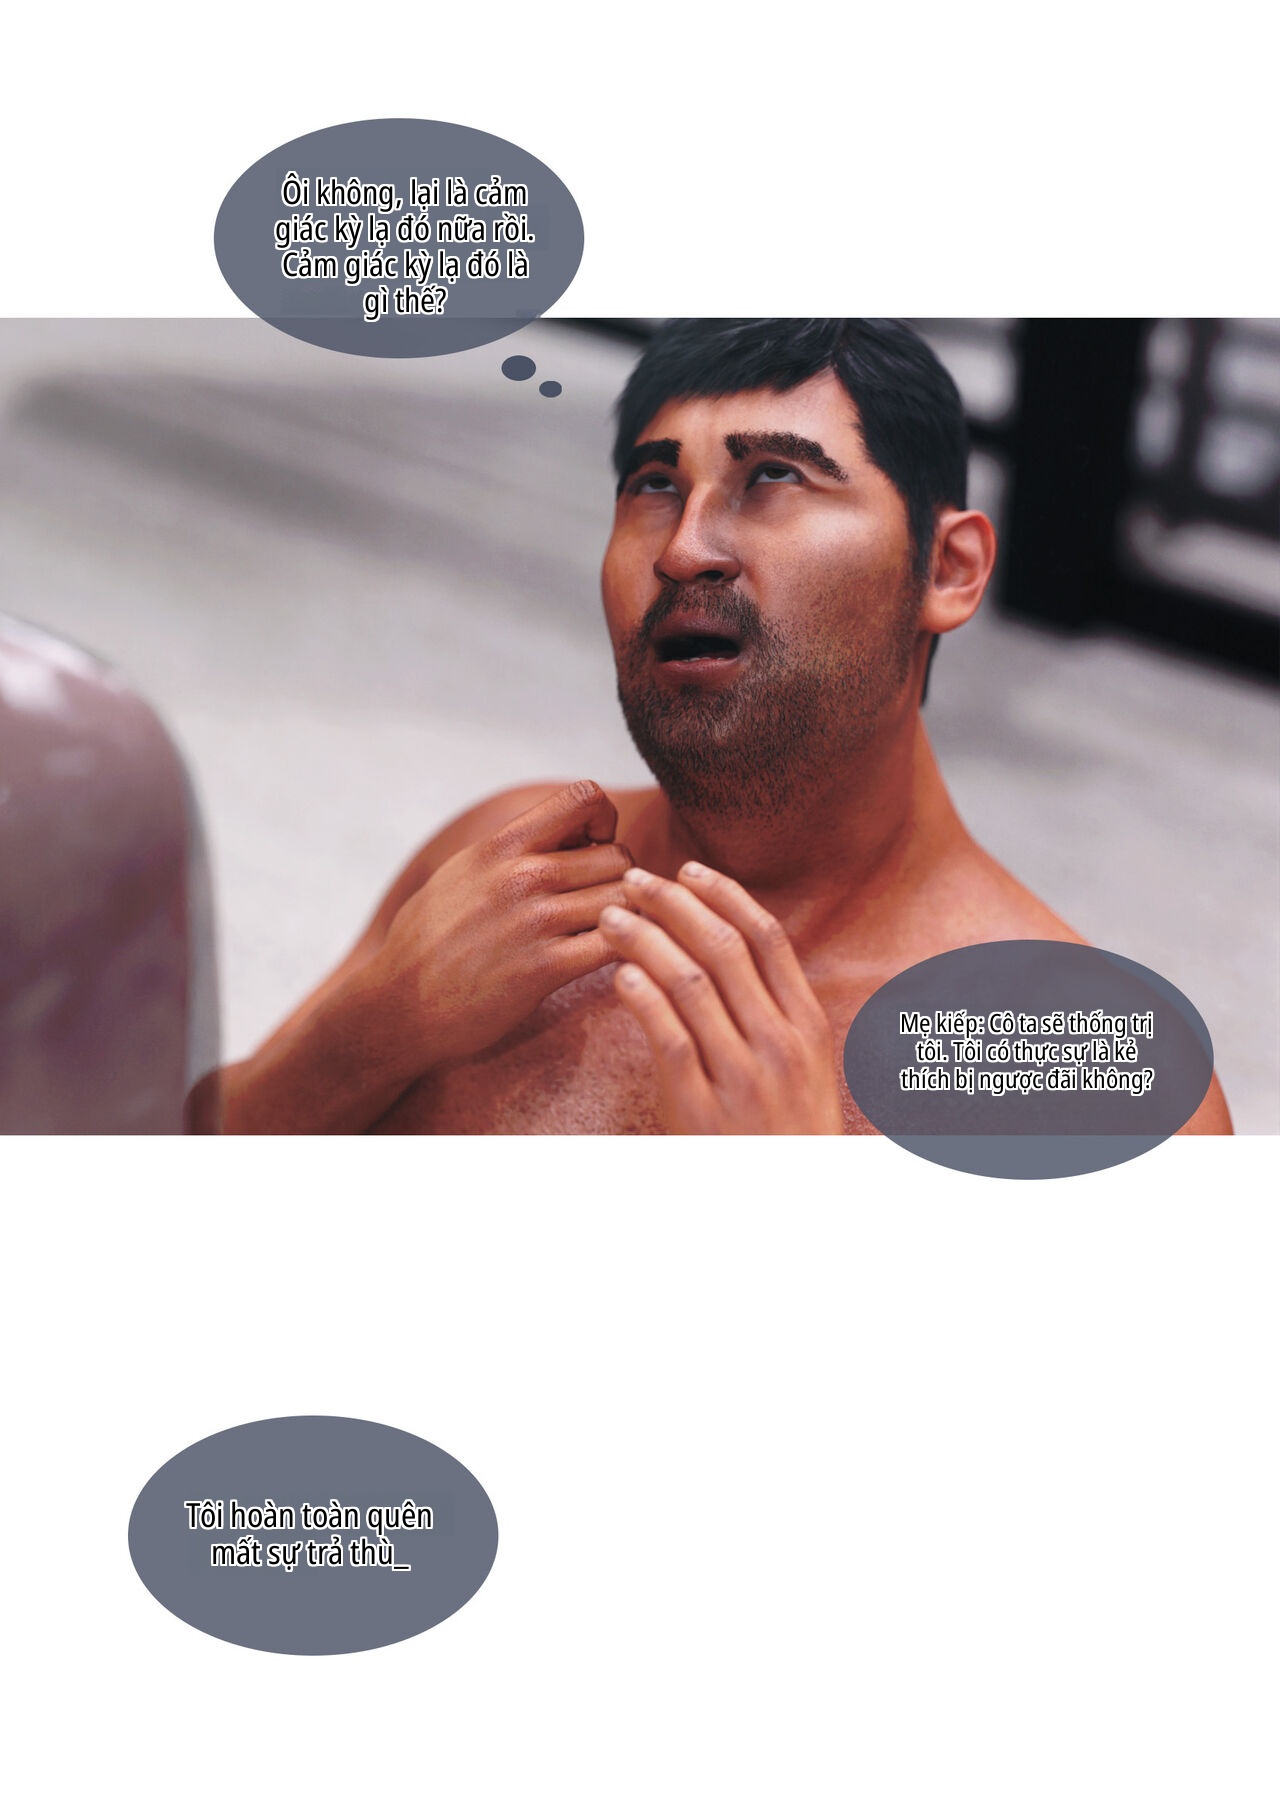 Ôi không, lại là cảm
giác kỳ lạ đó nữa rồi.
Cảm giác kỳ lạ đó là
gì thế?
Mẹ kiếp: Cô ta sẽ thống trị
tôi. Tôi có thực sự là kẻ
thích bị ngược đãi không?
Tôi hoàn toàn quên
mất sự trả thù_